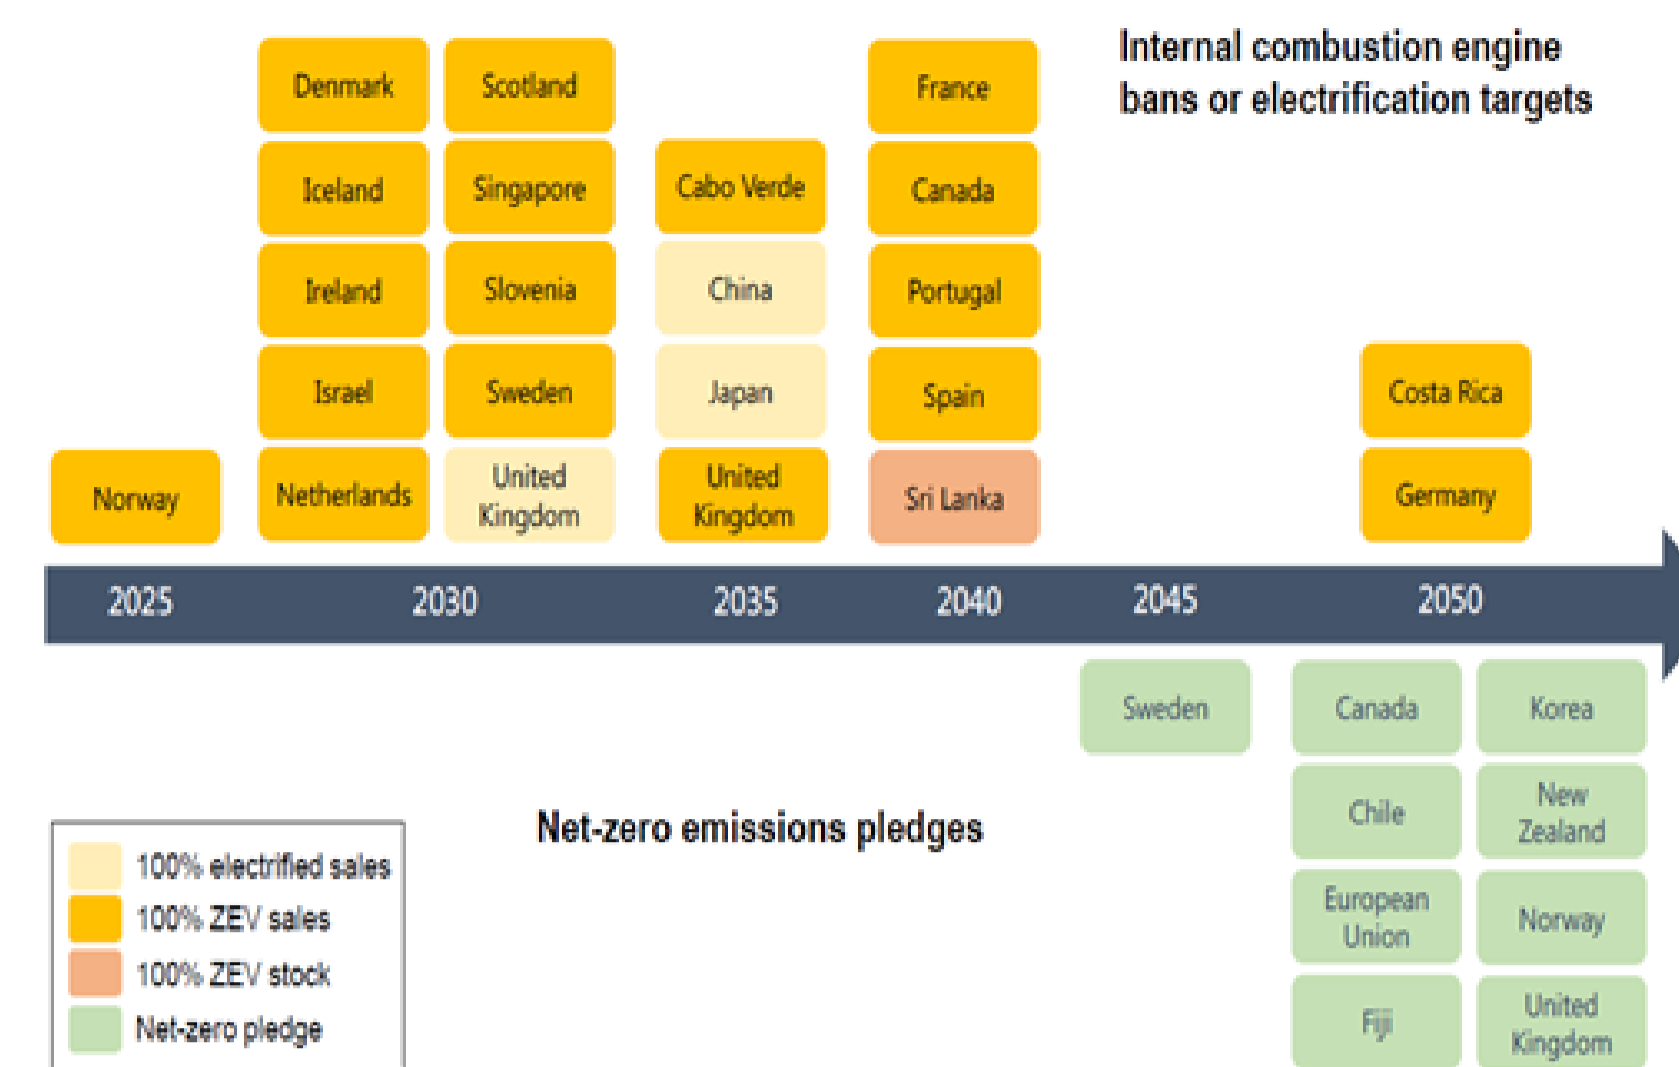 Internal combustion engine
bans or electrification targets
Denmark
Scotland
France
Iceland
Singapore
Cabo Verde
Canada
Ireland
Slovenia
China
Portugal
Israel
Sweden
Japan
Spain
Costa Rica
Norway
Netherlands
United
Kingdom
United
Kingdom
Sri Lanka
Germany
2025
2030
2035
2040
2045
2050
Sweden
Canada
Korea
Chile
New
Zealand
European
Union
Norway
Fiji
United
Kingdom
Net-zero emissions pledges
100% electrified sales
100% ZEV sales
100% ZEV stock
Net-zero pledge